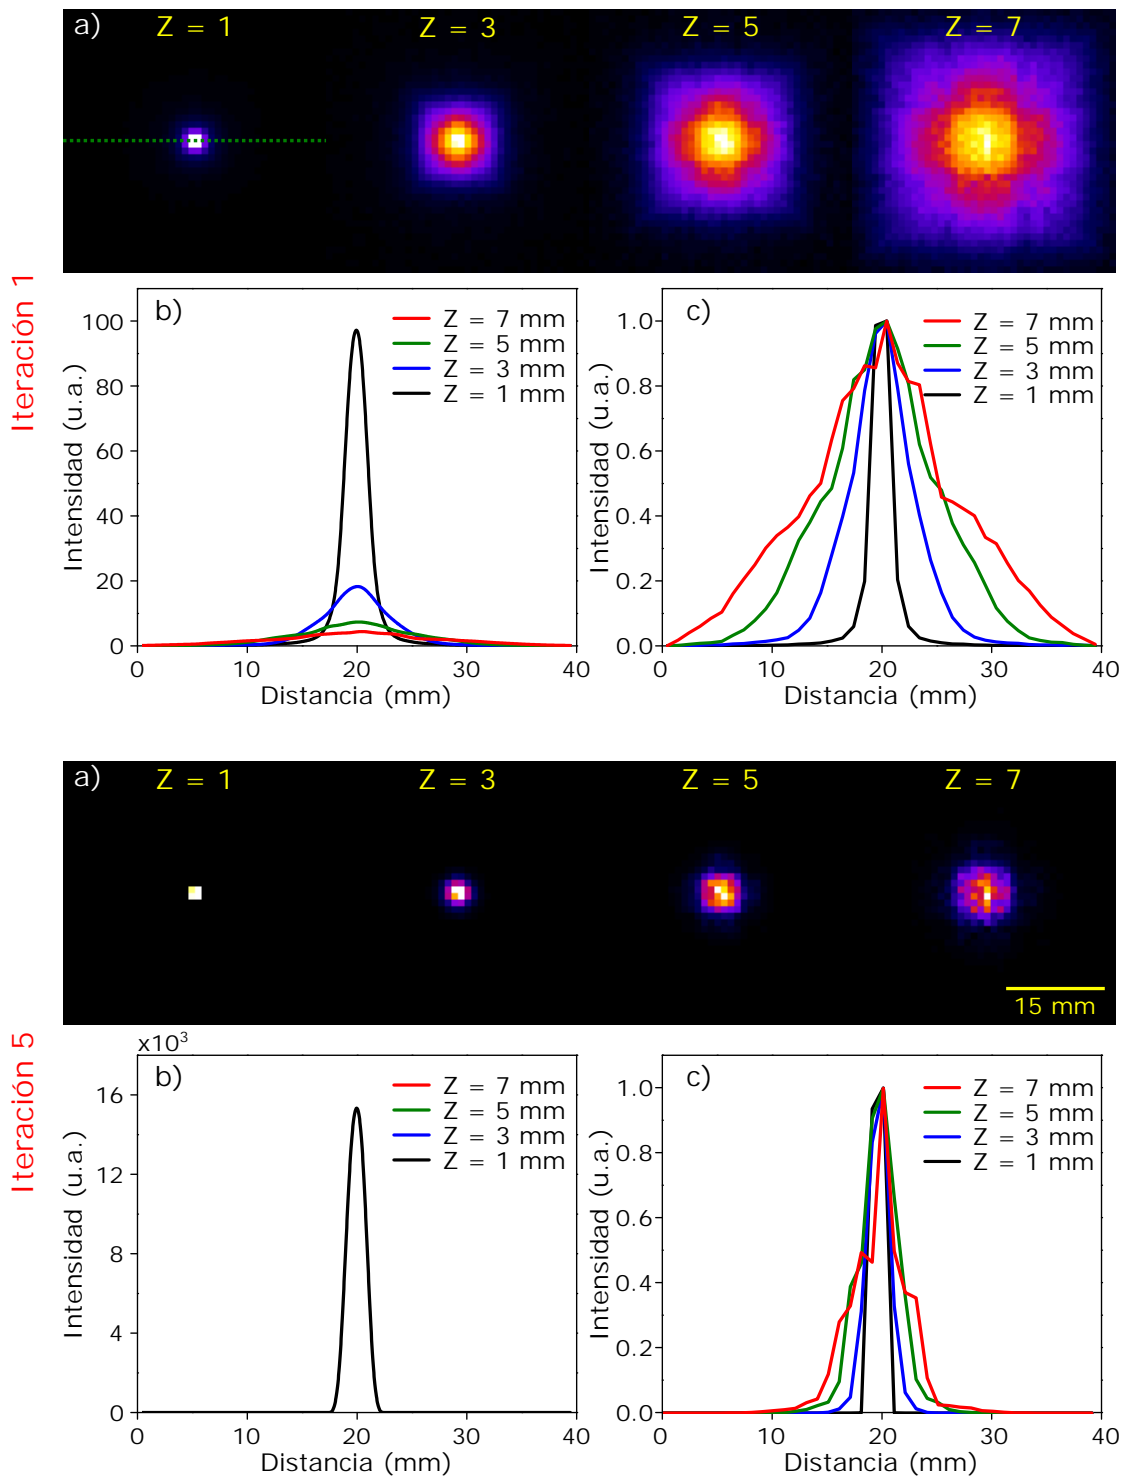 Iteración 1
a)
Z = 1
Z = 3
Z = 5
Z = 7
b)
Z = 7 mm
Z = 5 mm
Z = 3 mm
Z = 1 mm
100
80
60
40
20
0
Intensidad (u.a.)
0 10 20 30 40
Distancia (mm)
c)
Z = 7 mm
Z = 5 mm
Z = 3 mm
Z = 1 mm
1.0
0.8
0.6
0.4
0.2
0.0
Intensidad (u.a.)
10 20 30 40
Distancia (mm)
Iteración 5
a)
Z = 1
Z = 3
Z = 5
Z = 7
15 mm
x10³
b)
Z = 7 mm
Z = 5 mm
Z = 3 mm
Z = 1 mm
16
12
8
4
0
Intensidad (u.a.)
0 10 20 30 40
Distancia (mm)
c)
Z = 7 mm
Z = 5 mm
Z = 3 mm
Z = 1 mm
1.0
0.8
0.6
0.4
0.2
0.0
Intensidad (u.a.)
10 20 30 40
Distancia (mm)